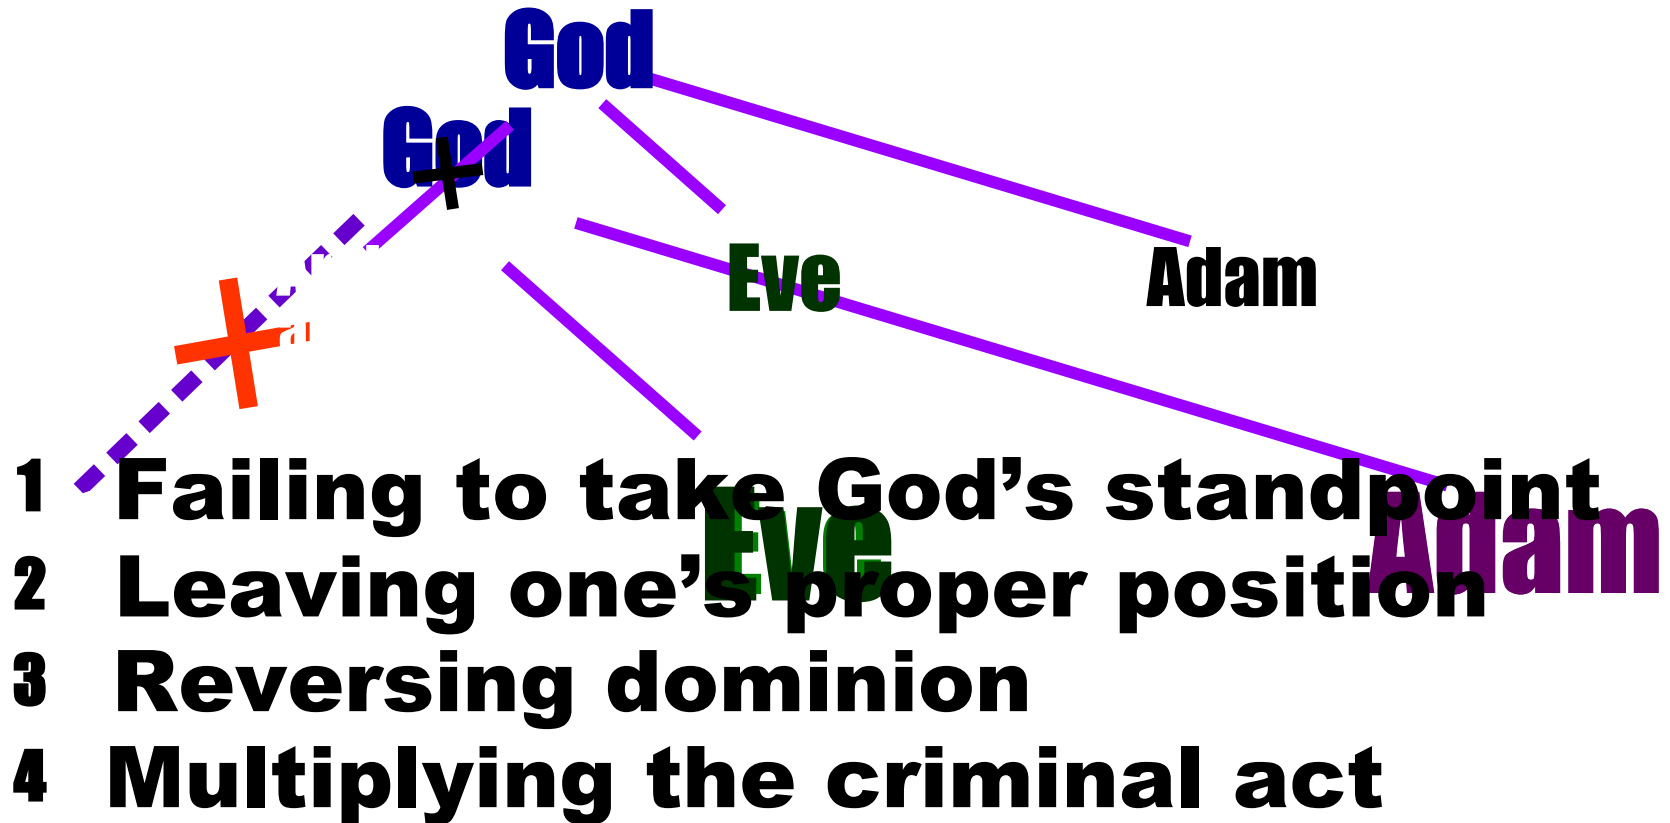 God
God
Eve
Adam
1 Failing to take God’s standpoint
Eve
Adam
2 Leaving one’s proper position
3 Reversing dominion
4 Multiplying the criminal act